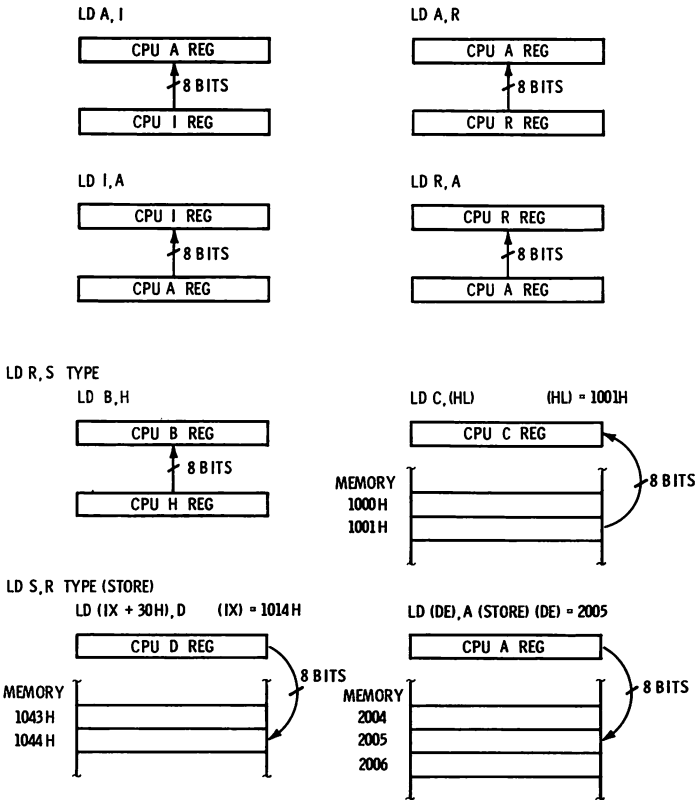 LD A, I
CPU A REG
8 BITS
CPU I REG
LD A, R
CPU A REG
8 BITS
CPU R REG
LD I, A
CPU I REG
8 BITS
CPU A REG
LD R, A
CPU R REG
8 BITS
CPU A REG
LD R, S TYPE
LD B, H
CPU B REG
8 BITS
CPU H REG
LD C, (HL) (HL) = 1001H
CPU C REG
8 BITS
MEMORY
1000H
1001H
LD S, R TYPE (STORE)
LD (IX + 30H), D (IX) = 1014H
CPU D REG
8 BITS
MEMORY
1043H
1044H
LD (DE), A (STORE) (DE) = 2005
CPU A REG
8 BITS
MEMORY
2004
2005
2006